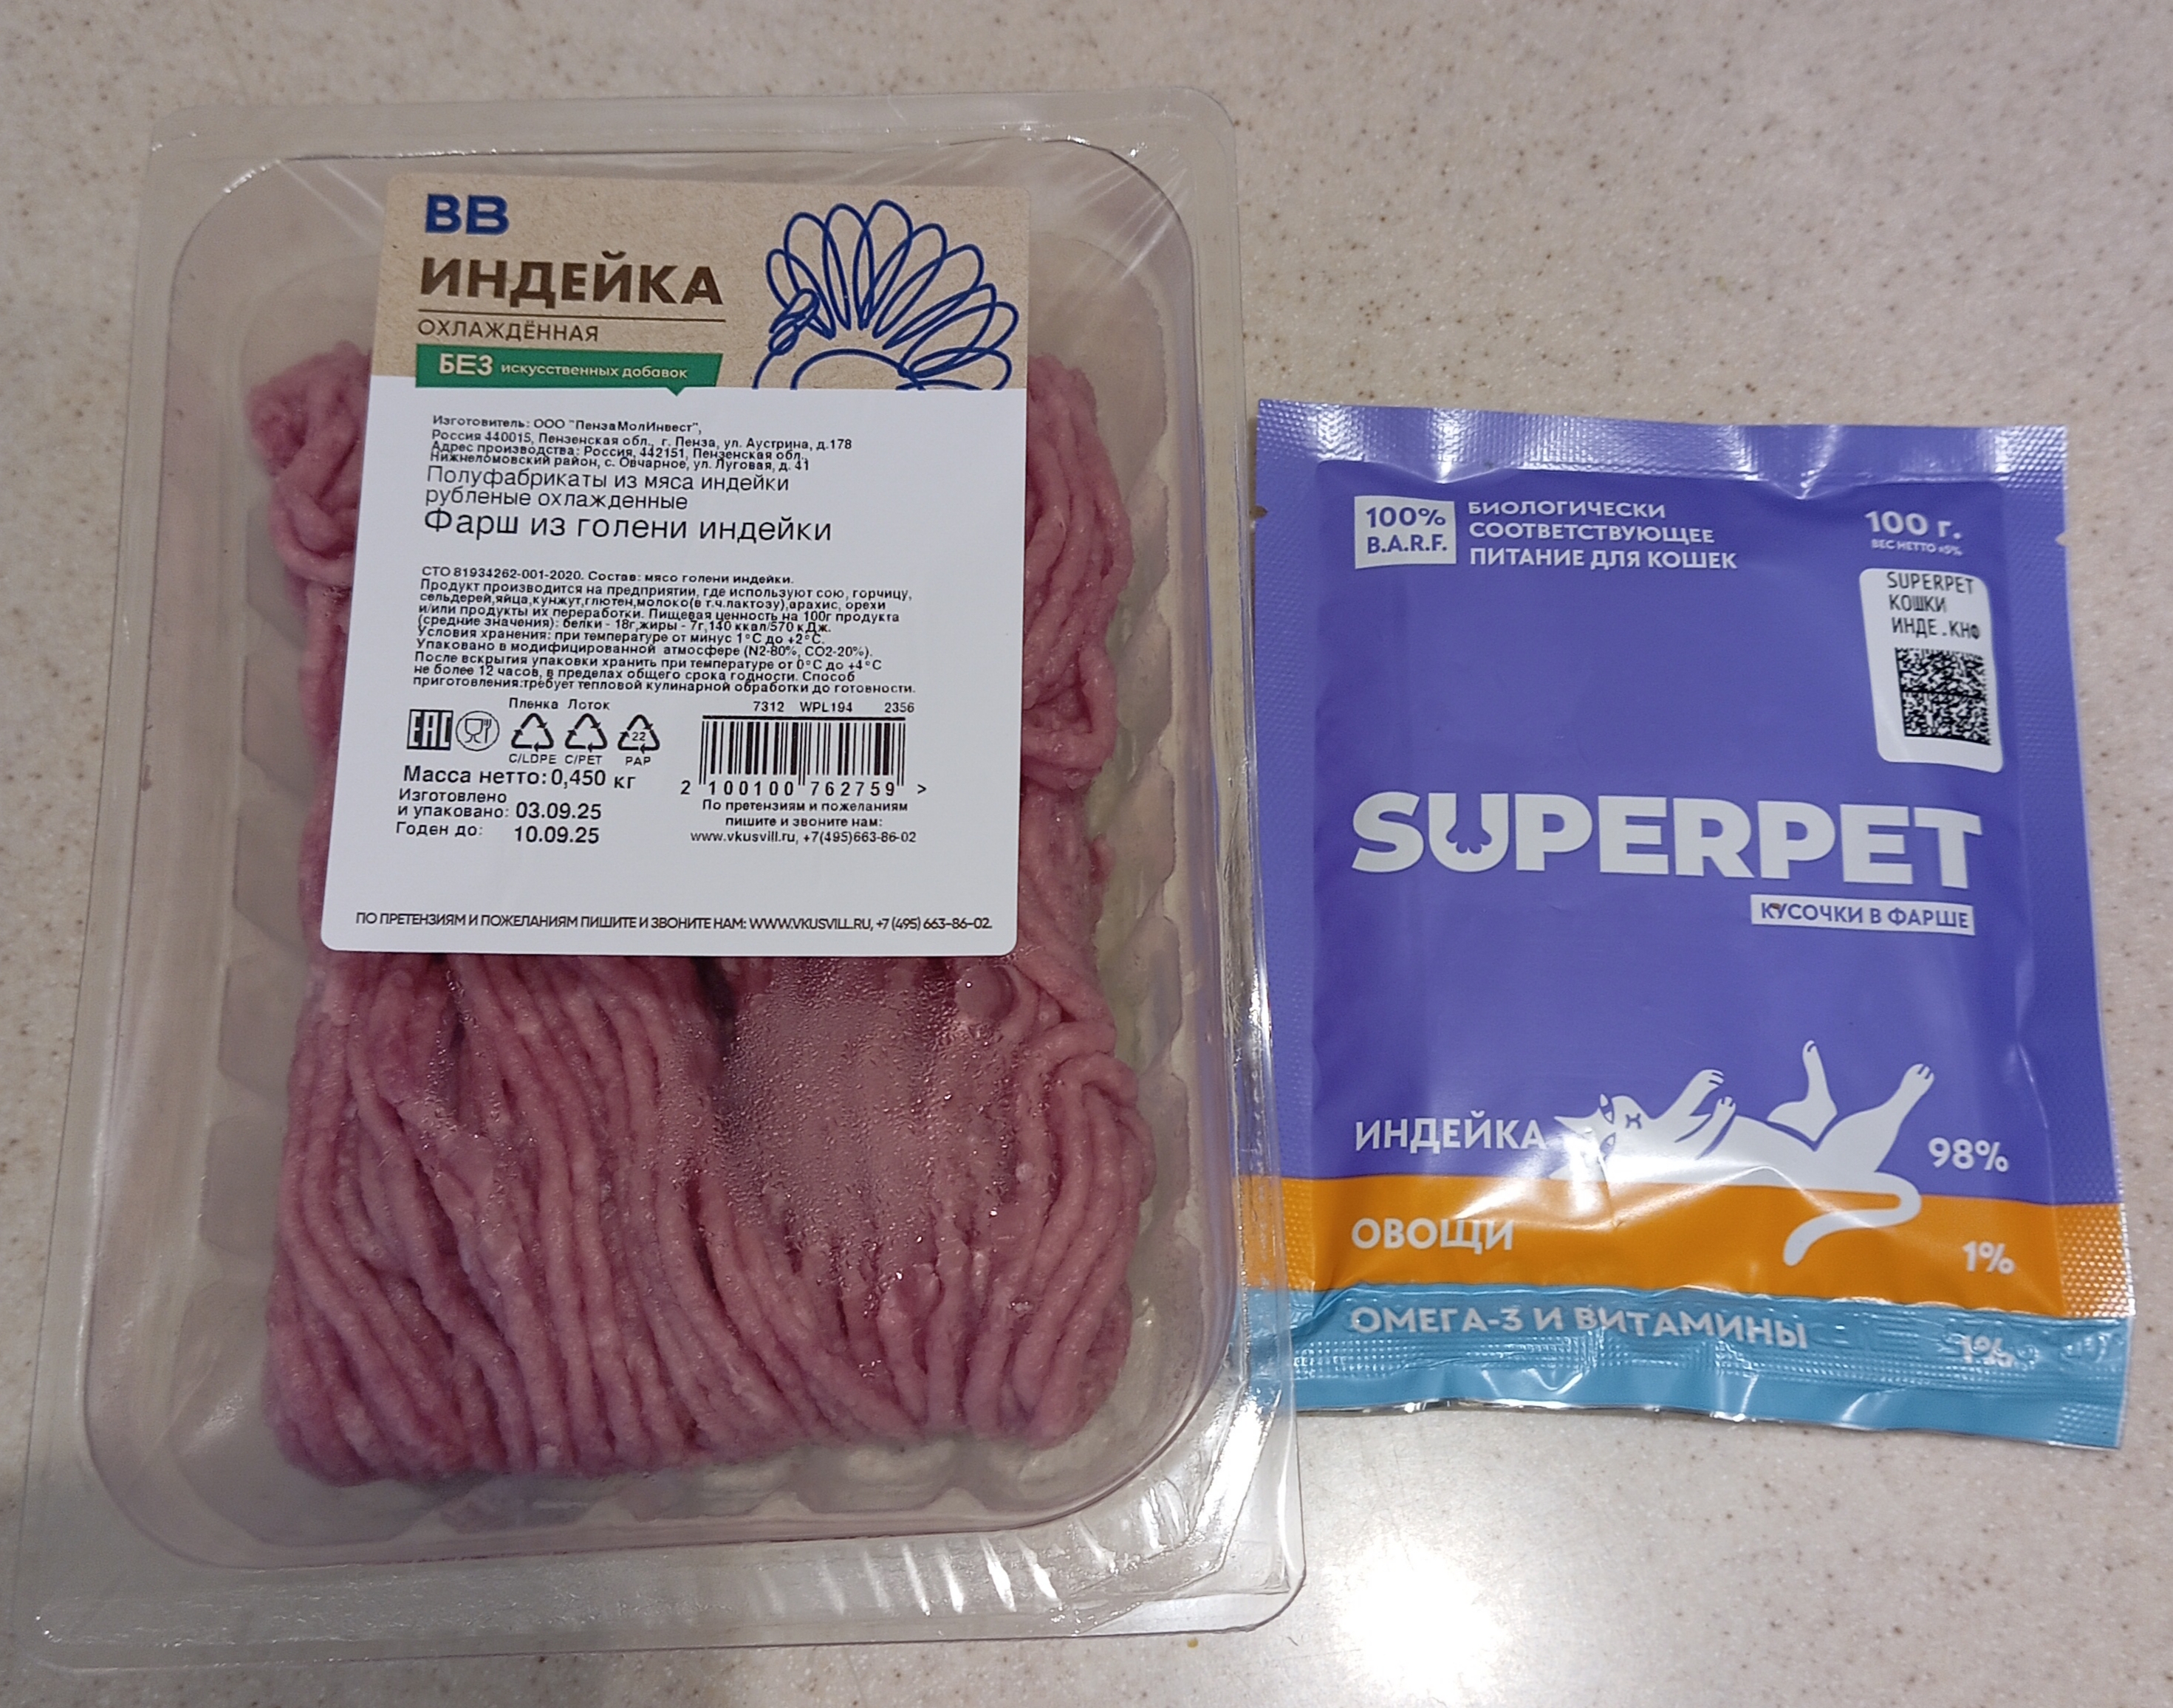 ВВ
ИНДЕЙКА
ОХЛАЖДЁННАЯ
БЕЗ искусственных добавок
Изготовитель: ООО "ПензаМолИнвест",
Россия 440015, Пензенская обл., г. Пенза, ул. Аустрина, д.178
Адрес производства: Россия, 442151, Пензенская обл.,
Нижнеломовский район, с. Овчарное, ул. Луговая, д. 41
Полуфабрикаты из мяса индейки
рубленые охлажденные
Фарш из голени индейки
СТО 81934262-001-2020. Состав: мясо голени индейки.
Продукт производится на предприятии, где используют сою, горчицу,
сельдерей,яйца,кунжут,глютен,молоко(в т.ч.лактозу),арахис, орехи
и/или продукты их переработки. Пищевая ценность на 100г продукта
(средние значения): белки - 18г,жиры - 7г,140 ккал/570 кДж.
Условия хранения: при температуре от минус 1°С до +2°С.
Упаковано в модифицированной атмосфере (N2-80%, CO2-20%).
После вскрытия упаковки хранить при температуре от 0°С до +4°С
не более 12 часов, в пределах общего срока годности. Способ
приготовления:требует тепловой кулинарной обработки до готовности.
Пленка Лоток
EAC
22
C/LDPE C/PET PAP
7312 WPL194 2356
2 100100 762759 >
Масса нетто: 0,450 кг
Изготовлено
и упаковано: 03.09.25
Годен до: 10.09.25
По претензиям и пожеланиям
пишите и звоните нам:
www.vkusvill.ru, +7(495)663-86-02
ПО ПРЕТЕНЗИЯМ И ПОЖЕЛАНИЯМ ПИШИТЕ И ЗВОНИТЕ НАМ: WWW.VKUSVILL.RU, +7 (495) 663-86-02.
100%
B.A.R.F.
БИОЛОГИЧЕСКИ
СООТВЕТСТВУЮЩЕЕ
ПИТАНИЕ ДЛЯ КОШЕК
100 г.
ВЕС НЕТТО ±5%
SUPERPET
КОШКИ
ИНДЕ.КНФ
SUPERPET
КУСОЧКИ В ФАРШЕ
ИНДЕЙКА 98%
ОВОЩИ 1%
ОМЕГА-3 И ВИТАМИНЫ 1%